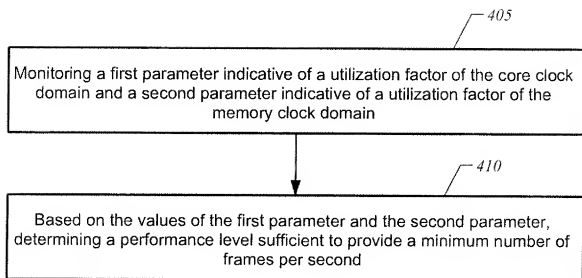 405
Monitoring a first parameter indicative of a utilization factor of the core clock
domain and a second parameter indicative of a utilization factor of the
memory clock domain
410
Based on the values of the first parameter and the second parameter,
determining a performance level sufficient to provide a minimum number of
frames per second